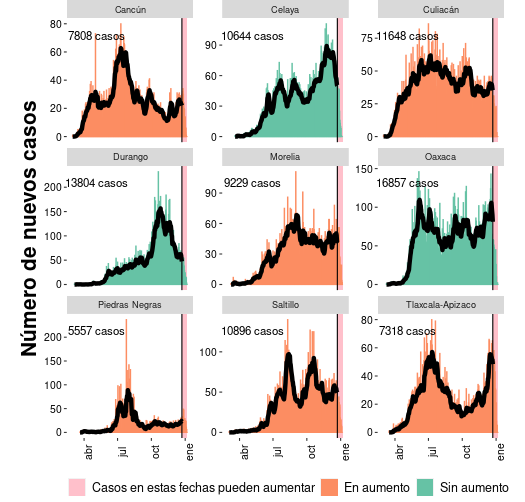 Número de nuevos casos
Cancún
7808 casos
80
60
40
20
0
Celaya
10644 casos
90
60
30
0
Culiacán
11648 casos
75
50
25
0
Durango
13804 casos
200
150
100
50
0
Morelia
9229 casos
90
60
30
0
Oaxaca
16857 casos
150
100
50
0
Piedras Negras
5557 casos
200
150
100
50
0
Saltillo
10896 casos
100
50
0
Tlaxcala-Apizaco
7318 casos
80
60
40
20
0
abr jul oct ene
abr jul oct ene
abr jul oct ene
Casos en estas fechas pueden aumentar En aumento Sin aumento